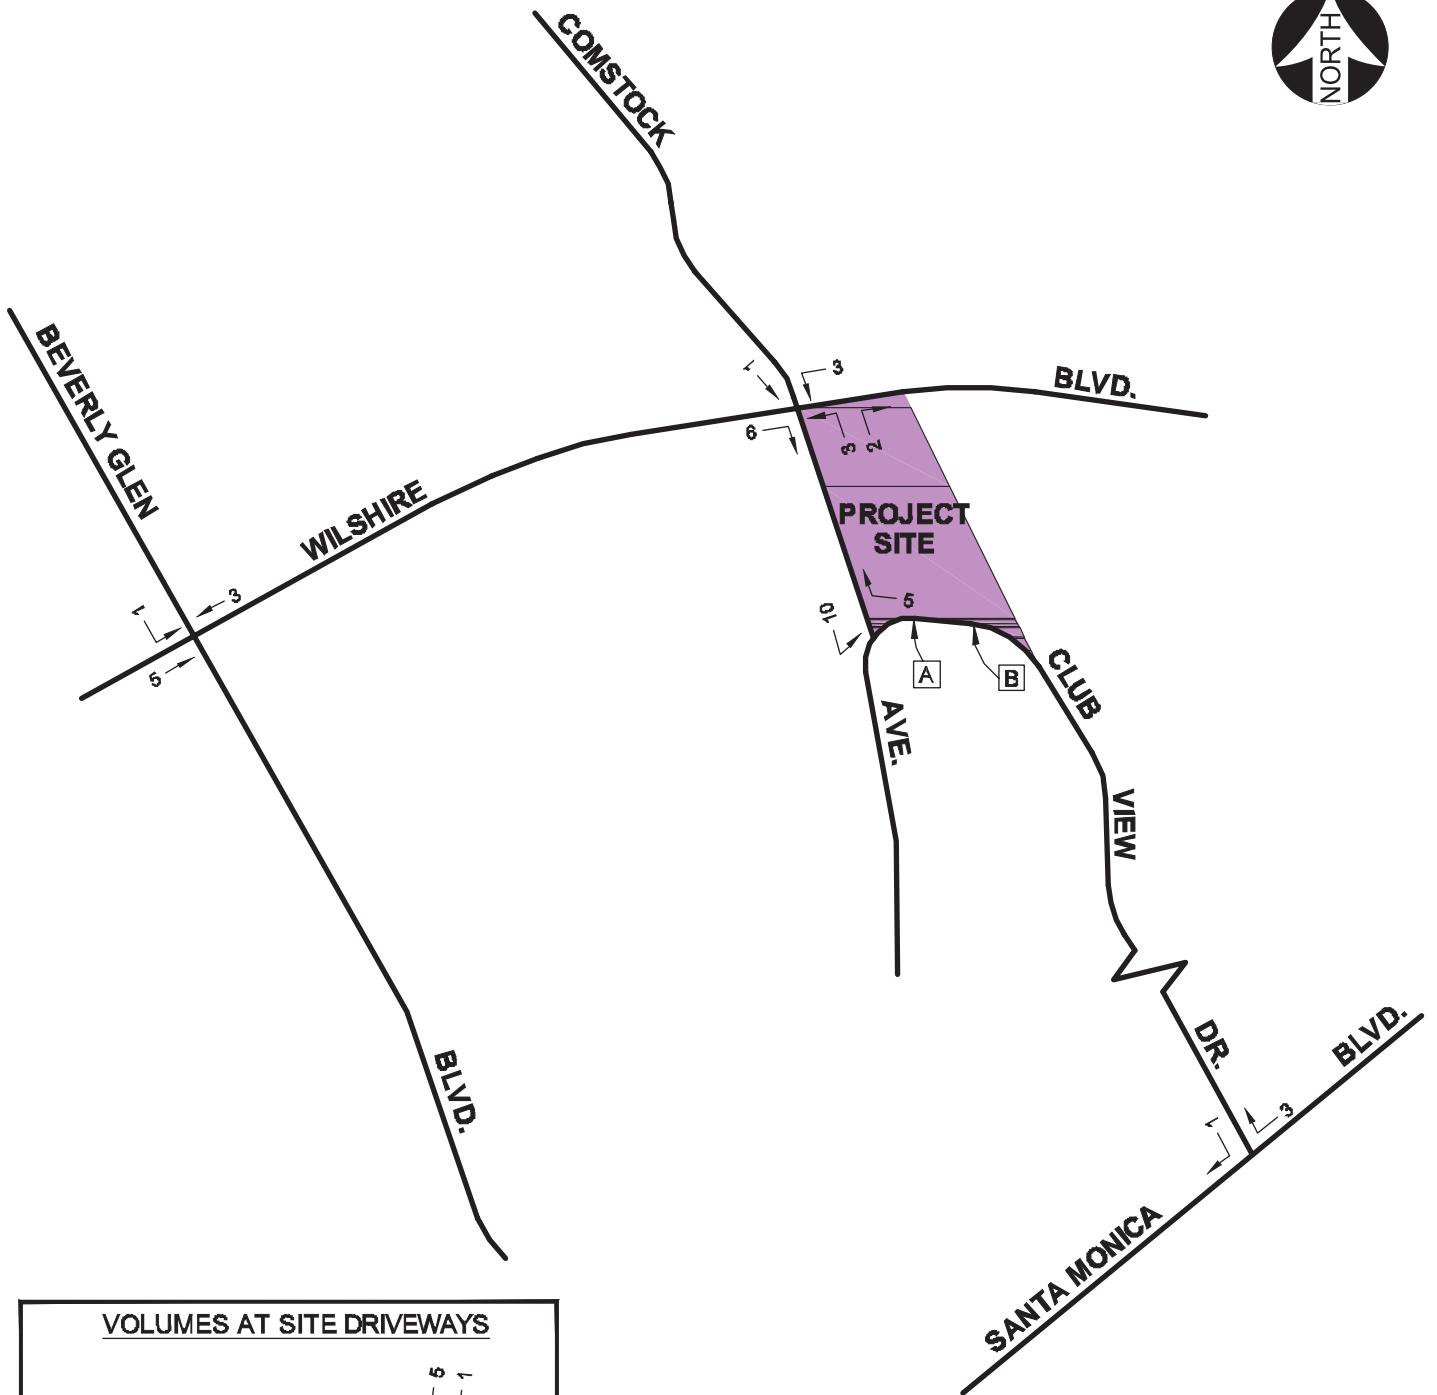 NORTH
COMSTOCK
BEVERLY GLEN
1
3
BLVD.
6
3
2
WILSHIRE
PROJECT
SITE
1
3
5
5
10
A
B
CLUB
AVE.
VIEW
DR.
BLVD.
BLVD.
1
3
SANTA MONICA
VOLUMES AT SITE DRIVEWAYS
5
1